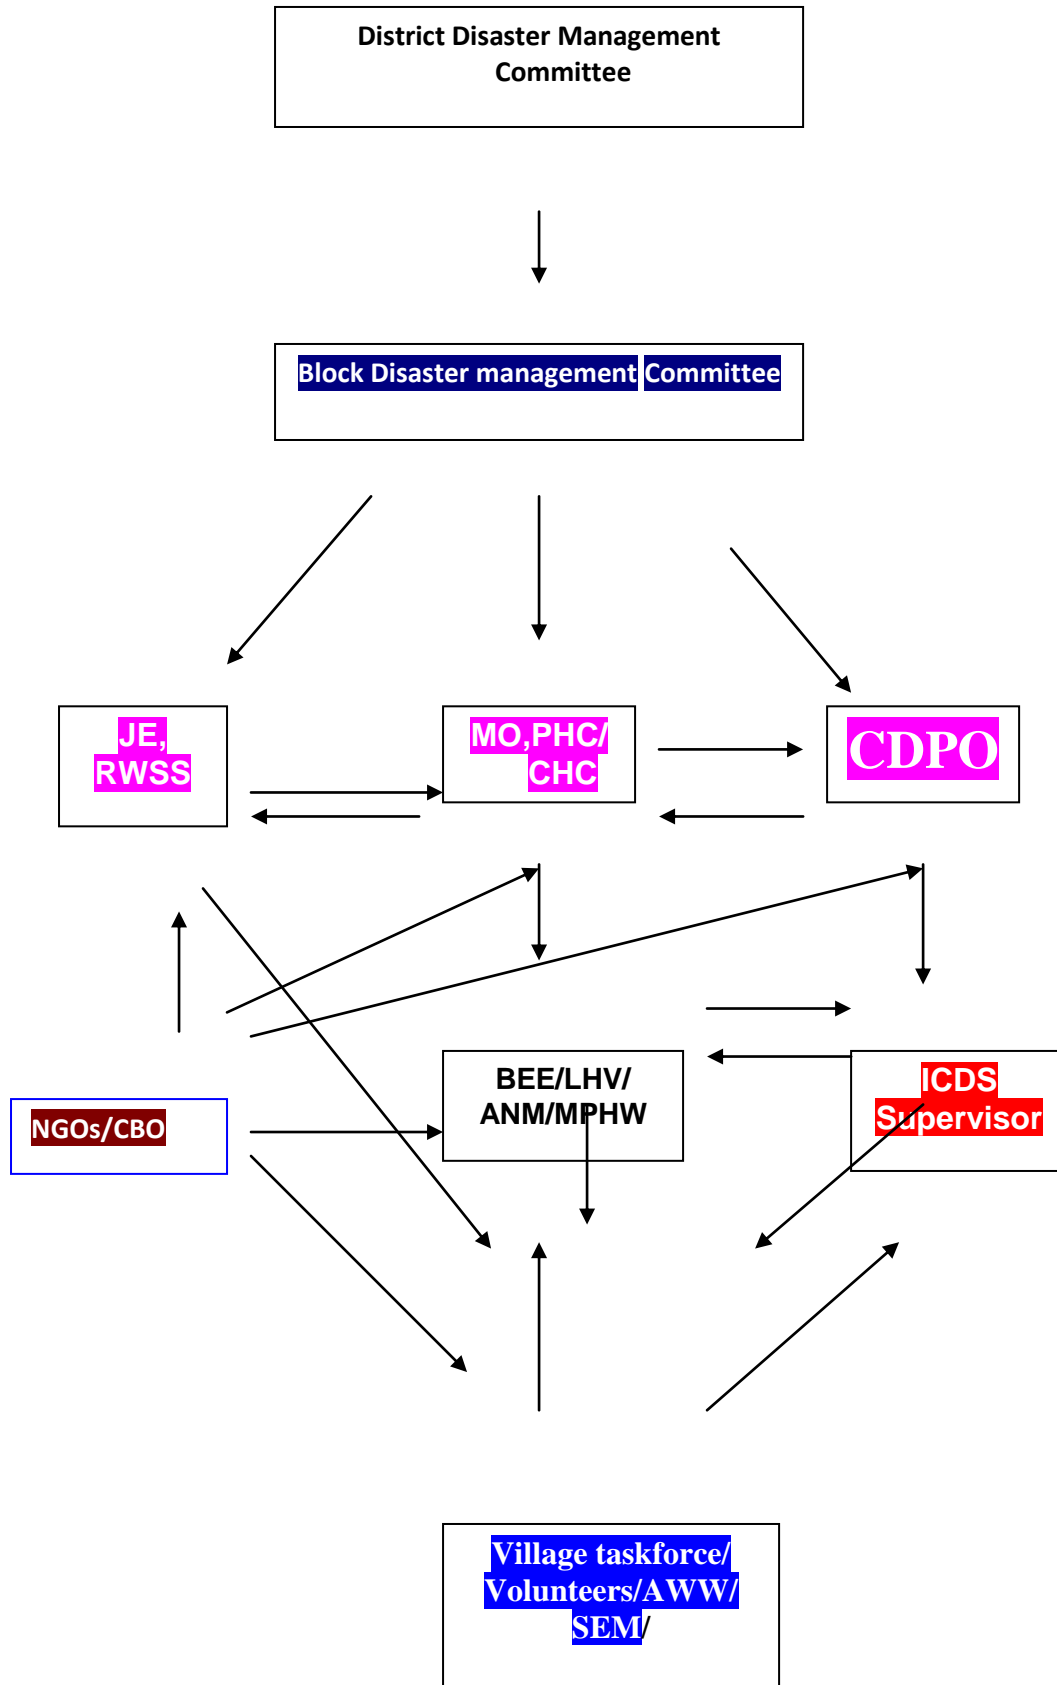 District Disaster Management
Committee
Block Disaster management Committee
JE,
RWSS
MO,PHC/
CHC
CDPO
NGOs/CBO
BEE/LHV/
ANM/MPHW
ICDS
Supervisor
Village taskforce/
Volunteers/AWW/
SEM/